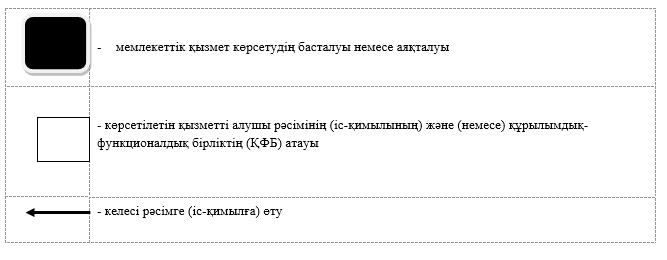 - мемлекеттік қызмет көрсетудің басталуы немесе аяқталуы
- көрсетілетін қызметті алушы рәсімінің (іс-қимылының) және (немесе) құрылымдық-
функционалдық бірліктің (ҚФБ) атауы
- келесі рәсімге (іс-қимылға) өту